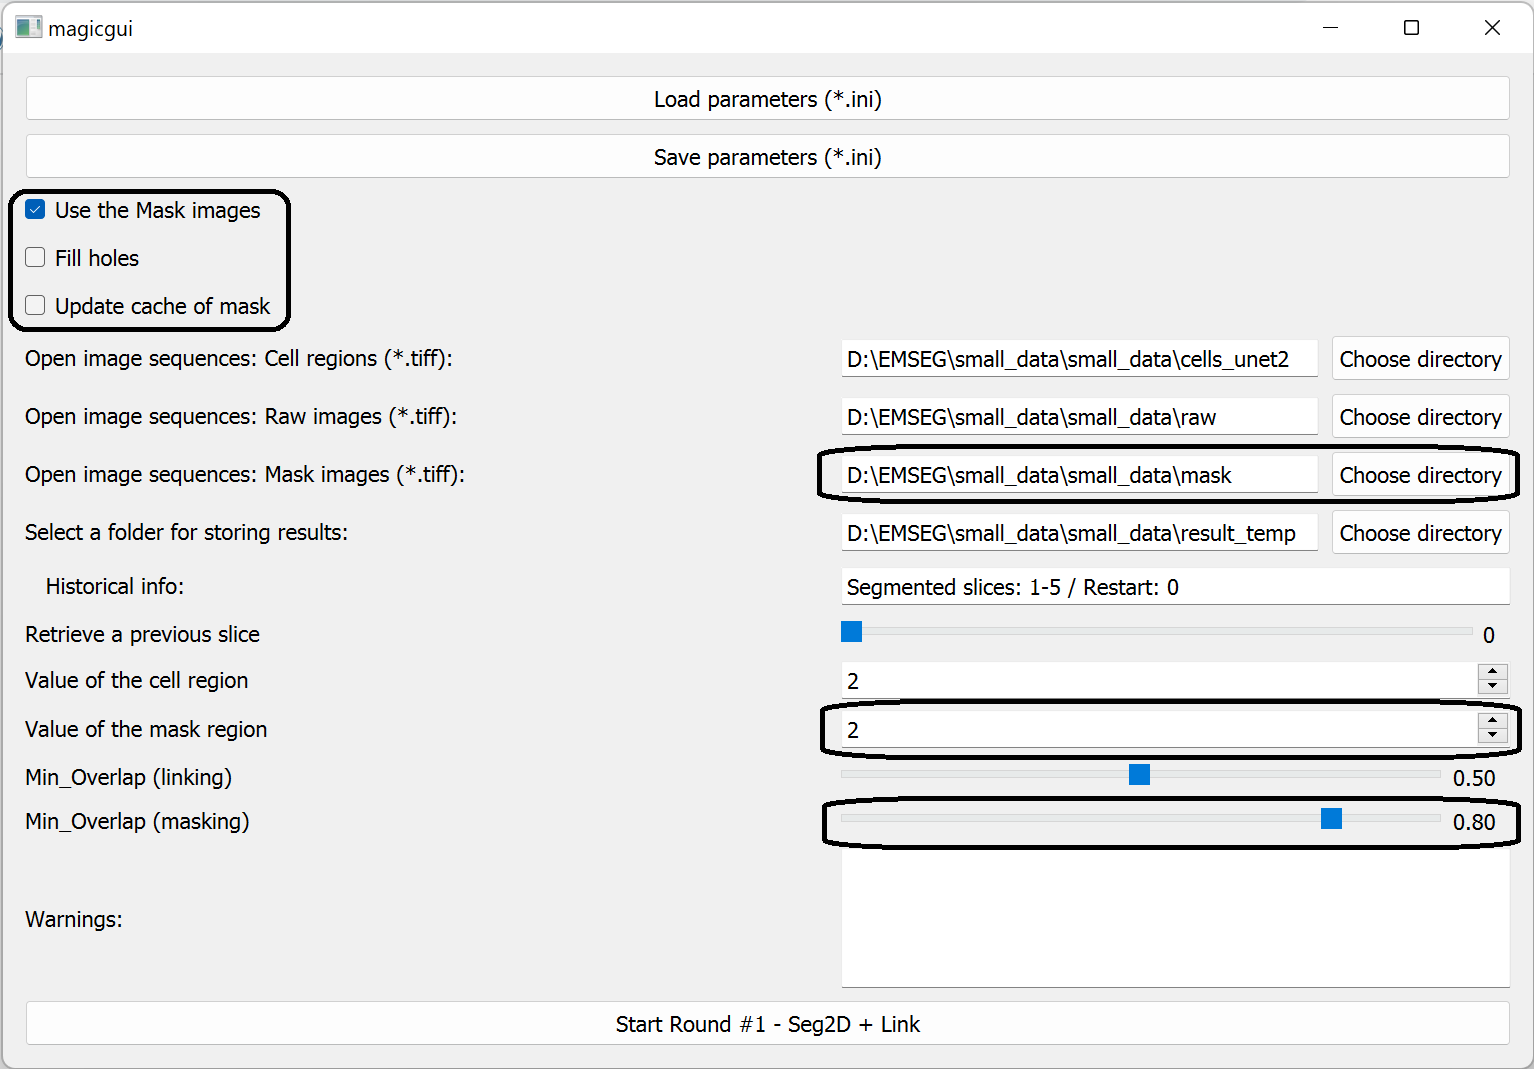 magicgui
Load parameters (*.ini)
Save parameters (*.ini)
Use the Mask images
Fill holes
Update cache of mask
Open image sequences: Cell regions (*.tiff): D:\EMSEG\small_data\small_data\cells_unet2 Choose directory
Open image sequences: Raw images (*.tiff): D:\EMSEG\small_data\small_data\raw Choose directory
Open image sequences: Mask images (*.tiff): D:\EMSEG\small_data\small_data\mask Choose directory
Select a folder for storing results: D:\EMSEG\small_data\small_data\result_temp Choose directory
Historical info: Segmented slices: 1-5 / Restart: 0
Retrieve a previous slice 0
Value of the cell region 2
Value of the mask region 2
Min_Overlap (linking) 0.50
Min_Overlap (masking) 0.80
Warnings:
Start Round #1 - Seg2D + Link